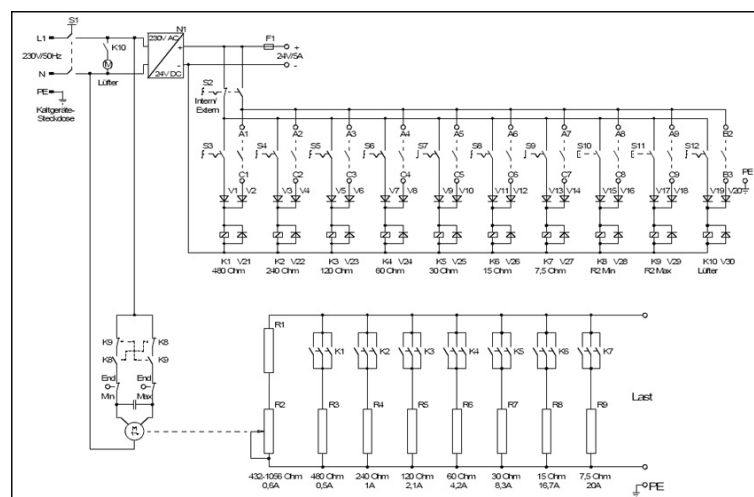 S1
L1
230V/50Hz
N
PE
Kaltgeräte-
Steckdose
K10
M
Lüfter
N1
230V AC
24V DC
+
-
F1
+
24V/5A
-
S2
Intern/
Extern
S3 A1 S4 A2 S5 A3 S6 A4 S7 A5 S8 A6 S9 A7 S10 A8 S11 A9 S12 B2
C1 C2 C3 C4 C5 C6 C7 C8 C9 B3
PE
V1 V2 V3 V4 V5 V6 V7 V8 V9 V10 V11 V12 V13 V14 V15 V16 V17 V18 V19 V20
K1 V21 K2 V22 K3 V23 K4 V24 K5 V25 K6 V26 K7 V27 K8 V28 K9 V29 K10 V30
480 Ohm 240 Ohm 120 Ohm 60 Ohm 30 Ohm 15 Ohm 7,5 Ohm R2 Min R2 Max Lüfter
K9 K8
K8 K9
End End
Min Max
M
R1
K1 K2 K3 K4 K5 K6 K7
R2 R3 R4 R5 R6 R7 R8 R9
Last
432-1056 Ohm 480 Ohm 240 Ohm 120 Ohm 60 Ohm 30 Ohm 15 Ohm 7,5 Ohm
0,6A 0,5A 1A 2,1A 4,2A 8,3A 16,7A 20A
PE